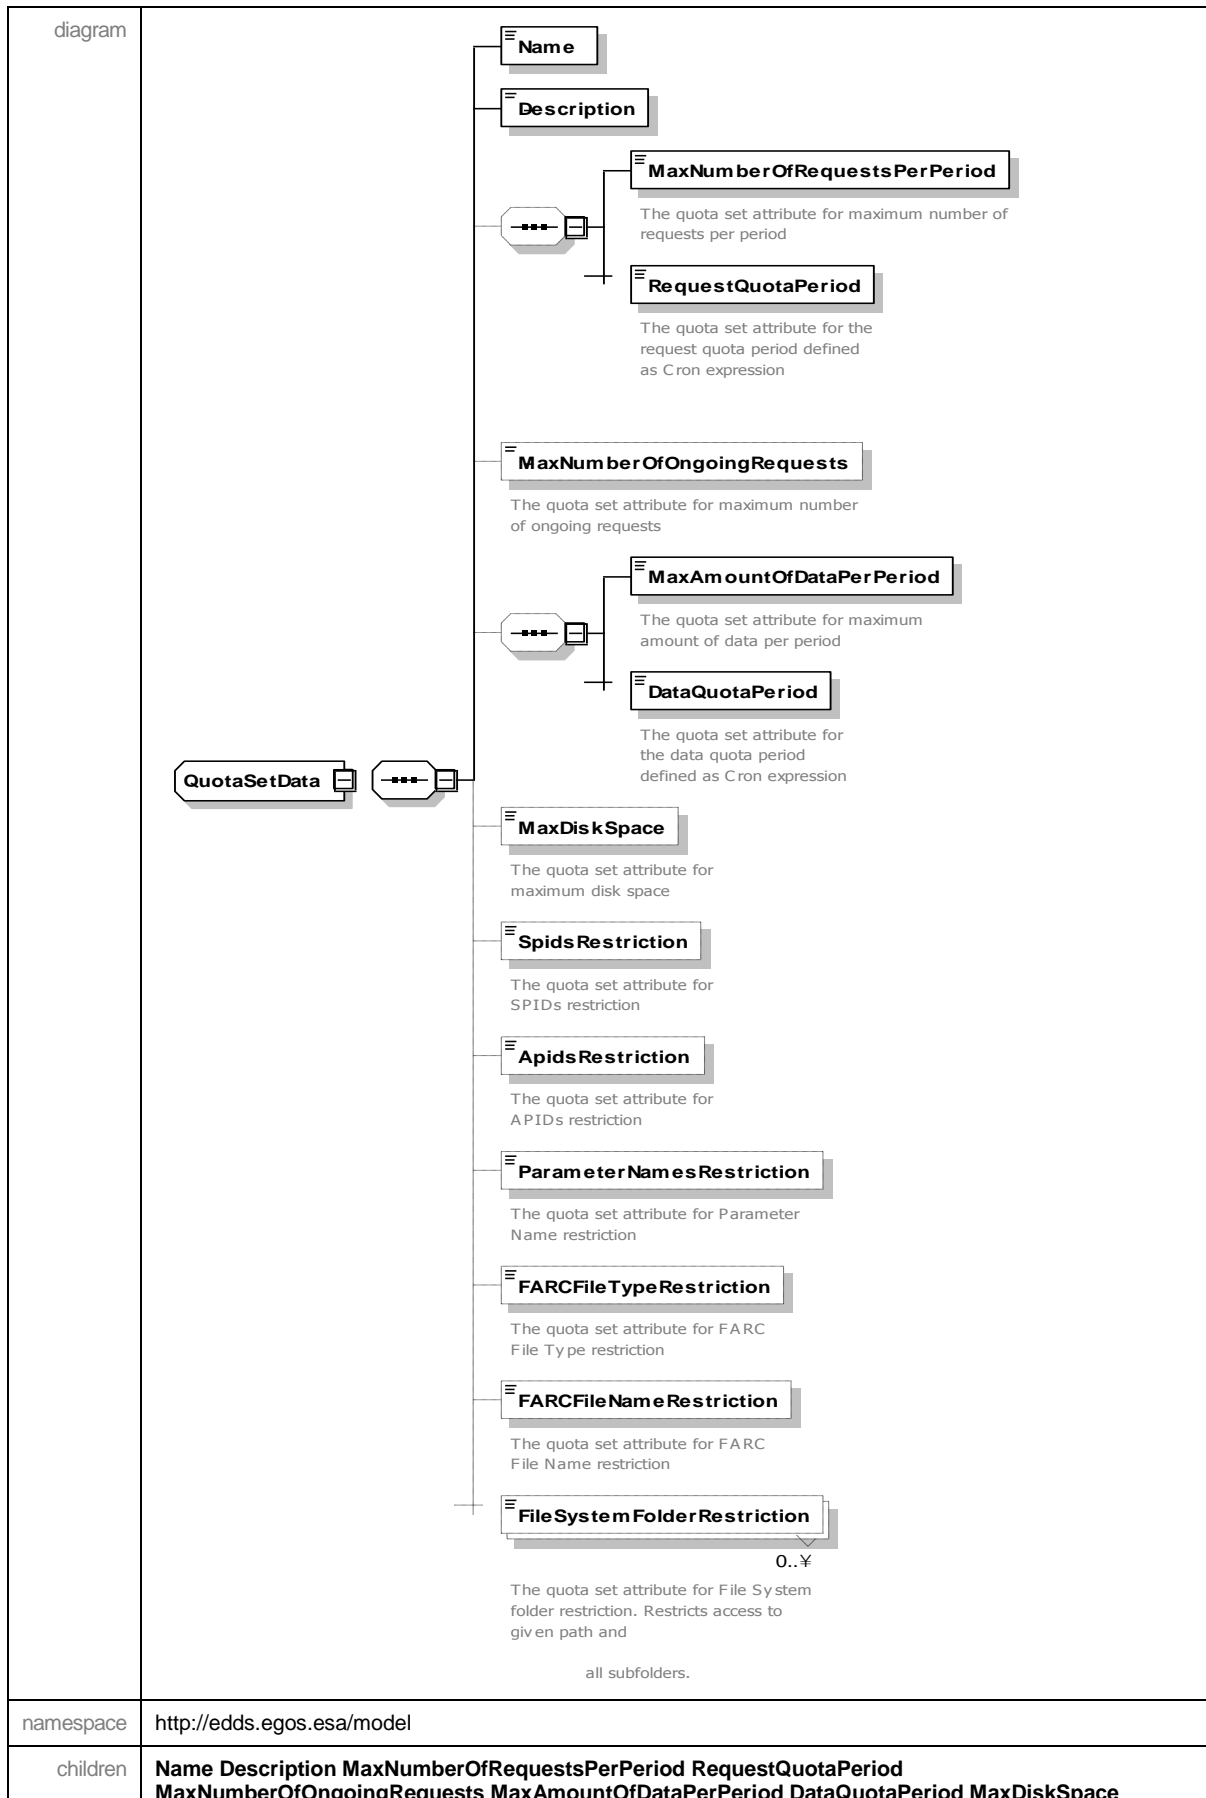 diagram
Name
Description
MaxNumberOfRequestsPerPeriod
The quota set attribute for maximum number of
requests per period
RequestQuotaPeriod
The quota set attribute for the
request quota period defined
as Cron expression
MaxNumberOfOngoingRequests
The quota set attribute for maximum number
of ongoing requests
MaxAmountOfDataPerPeriod
The quota set attribute for maximum
amount of data per period
DataQuotaPeriod
The quota set attribute for
the data quota period
defined as Cron expression
QuotaSetData
MaxDiskSpace
The quota set attribute for
maximum disk space
SpidsRestriction
The quota set attribute for
SPIDs restriction
ApidsRestriction
The quota set attribute for
APIDs restriction
ParameterNamesRestriction
The quota set attribute for Parameter
Name restriction
FARCFileTypeRestriction
The quota set attribute for FARC
File Type restriction
FARCFileNameRestriction
The quota set attribute for FARC
File Name restriction
FileSystemFolderRestriction
0..¥
The quota set attribute for File System
folder restriction. Restricts access to
given path and
all subfolders.
namespace http://edds.egos.esa/model
children Name Description MaxNumberOfRequestsPerPeriod RequestQuotaPeriod
MaxNumberOfOngoingRequests MaxAmountOfDataPerPeriod DataQuotaPeriod MaxDiskSpace